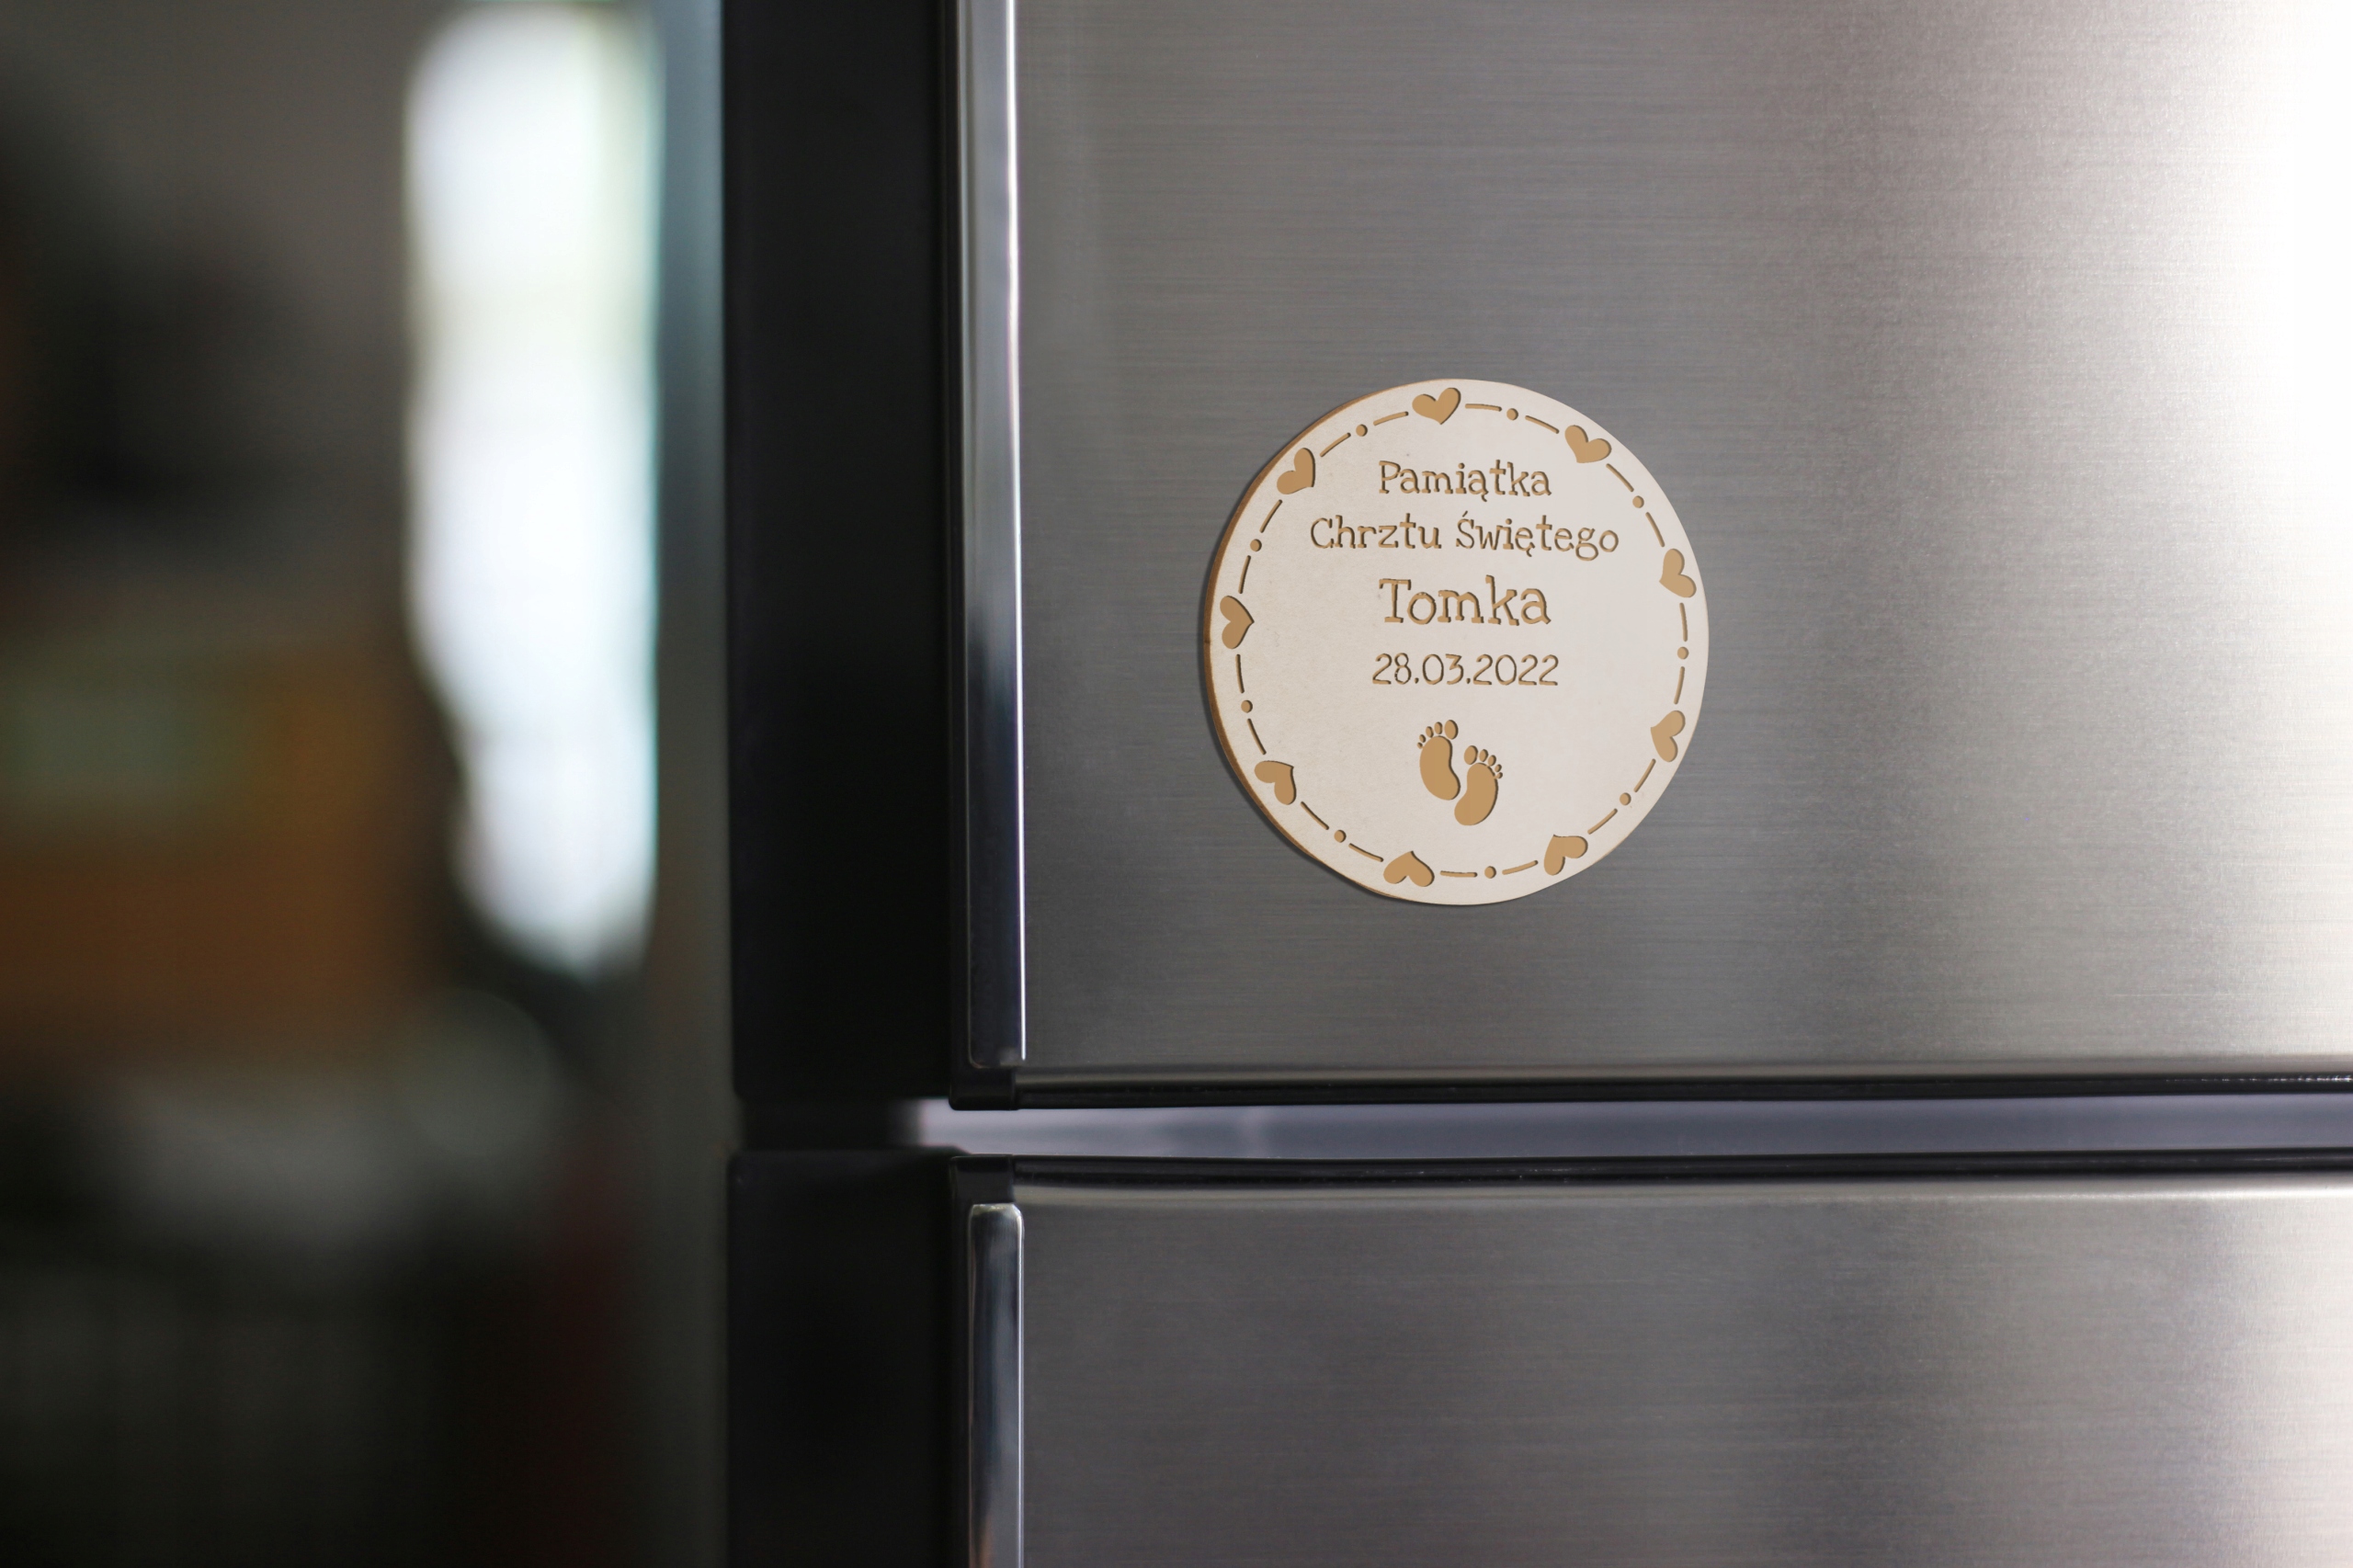 Pamiątka
Chrztu Świętego
Tomka
28.03.2022